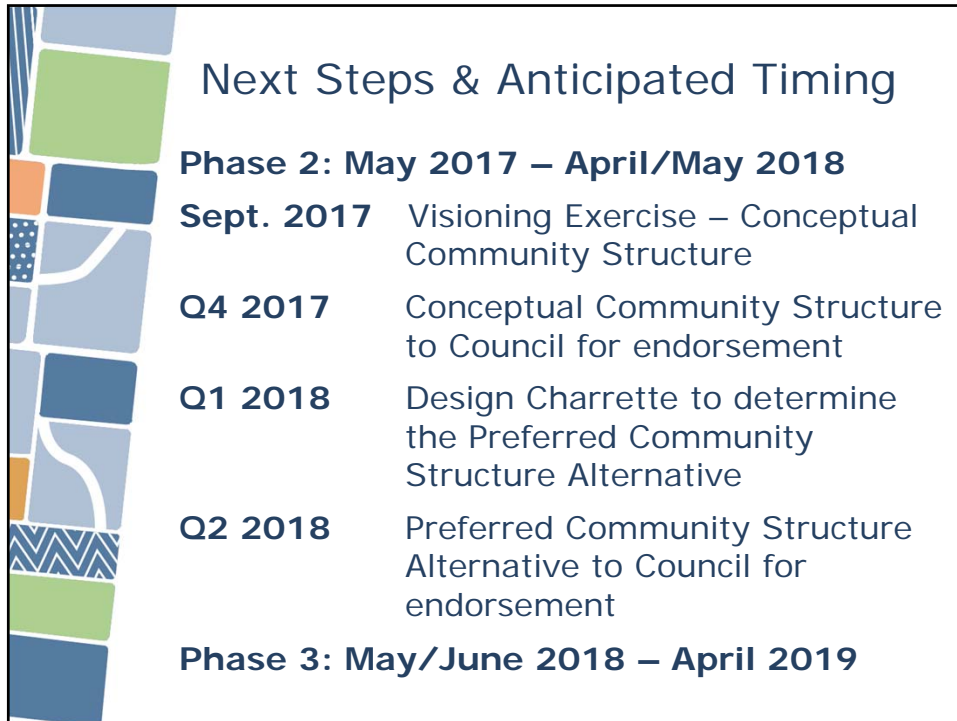 Next Steps & Anticipated Timing
Phase 2: May 2017 – April/May 2018
Sept. 2017 Visioning Exercise – Conceptual
Community Structure
Q4 2017 Conceptual Community Structure
to Council for endorsement
Q1 2018 Design Charrette to determine
the Preferred Community
Structure Alternative
Q2 2018 Preferred Community Structure
Alternative to Council for
endorsement
Phase 3: May/June 2018 – April 2019